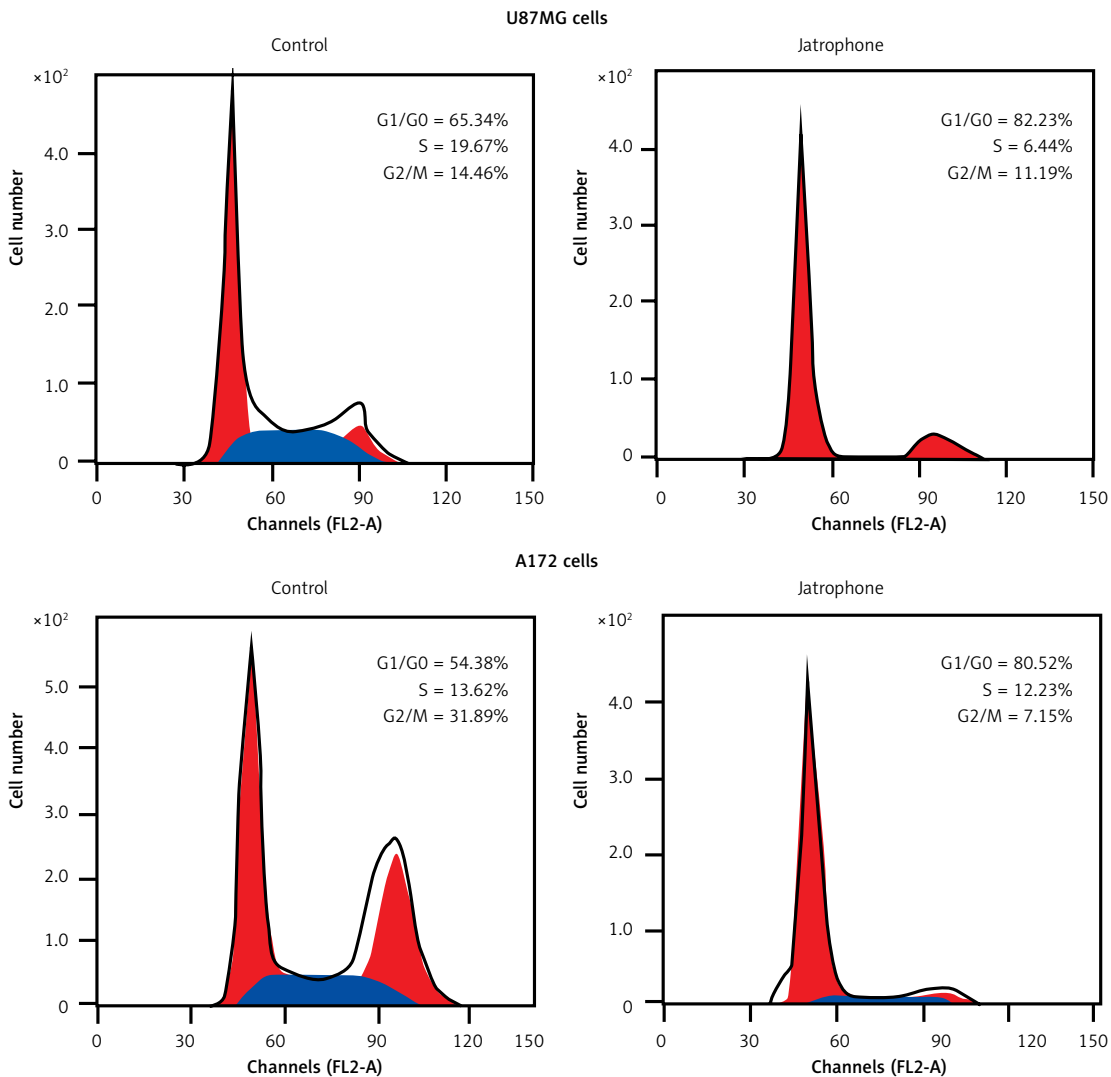 U87MG cells
Control
×10²
G1/G0 = 65.34%
S = 19.67%
G2/M = 14.46%
4.0
3.0
2.0
1.0
0
Cell number
0 30 60 90 120 150
Channels (FL2-A)
Jatrophone
×10²
G1/G0 = 82.23%
S = 6.44%
G2/M = 11.19%
4.0
3.0
2.0
1.0
0
Cell number
0 30 60 90 120 150
Channels (FL2-A)
A172 cells
Control
×10²
G1/G0 = 54.38%
S = 13.62%
G2/M = 31.89%
5.0
4.0
3.0
2.0
1.0
0
Cell number
0 30 60 90 120 150
Channels (FL2-A)
Jatrophone
×10²
G1/G0 = 80.52%
S = 12.23%
G2/M = 7.15%
4.0
3.0
2.0
1.0
0
Cell number
0 30 60 90 120 150
Channels (FL2-A)